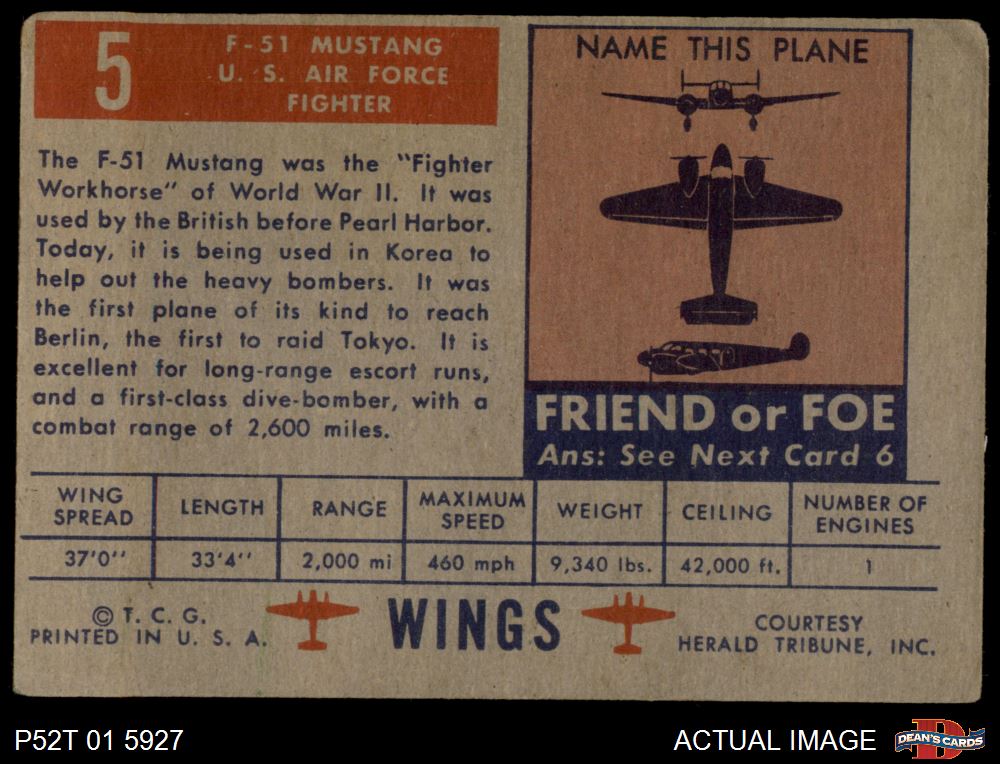 5
F-51 MUSTANG
U. S. AIR FORCE
FIGHTER
The F-51 Mustang was the "Fighter
Workhorse" of World War II. It was
used by the British before Pearl Harbor.
Today, it is being used in Korea to
help out the heavy bombers. It was
the first plane of its kind to reach
Berlin, the first to raid Tokyo. It is
excellent for long-range escort runs,
and a first-class dive-bomber, with a
combat range of 2,600 miles.
NAME THIS PLANE
FRIEND or FOE
Ans: See Next Card 6
WING SPREAD LENGTH RANGE MAXIMUM SPEED WEIGHT CEILING NUMBER OF ENGINES
37'0'' 33'4'' 2,000 mi 460 mph 9,340 lbs. 42,000 ft. 1
© T. C. G.
PRINTED IN U. S. A.
WINGS
COURTESY
HERALD TRIBUNE, INC.
P52T 01 5927
ACTUAL IMAGE
D
DEAN'S CARDS